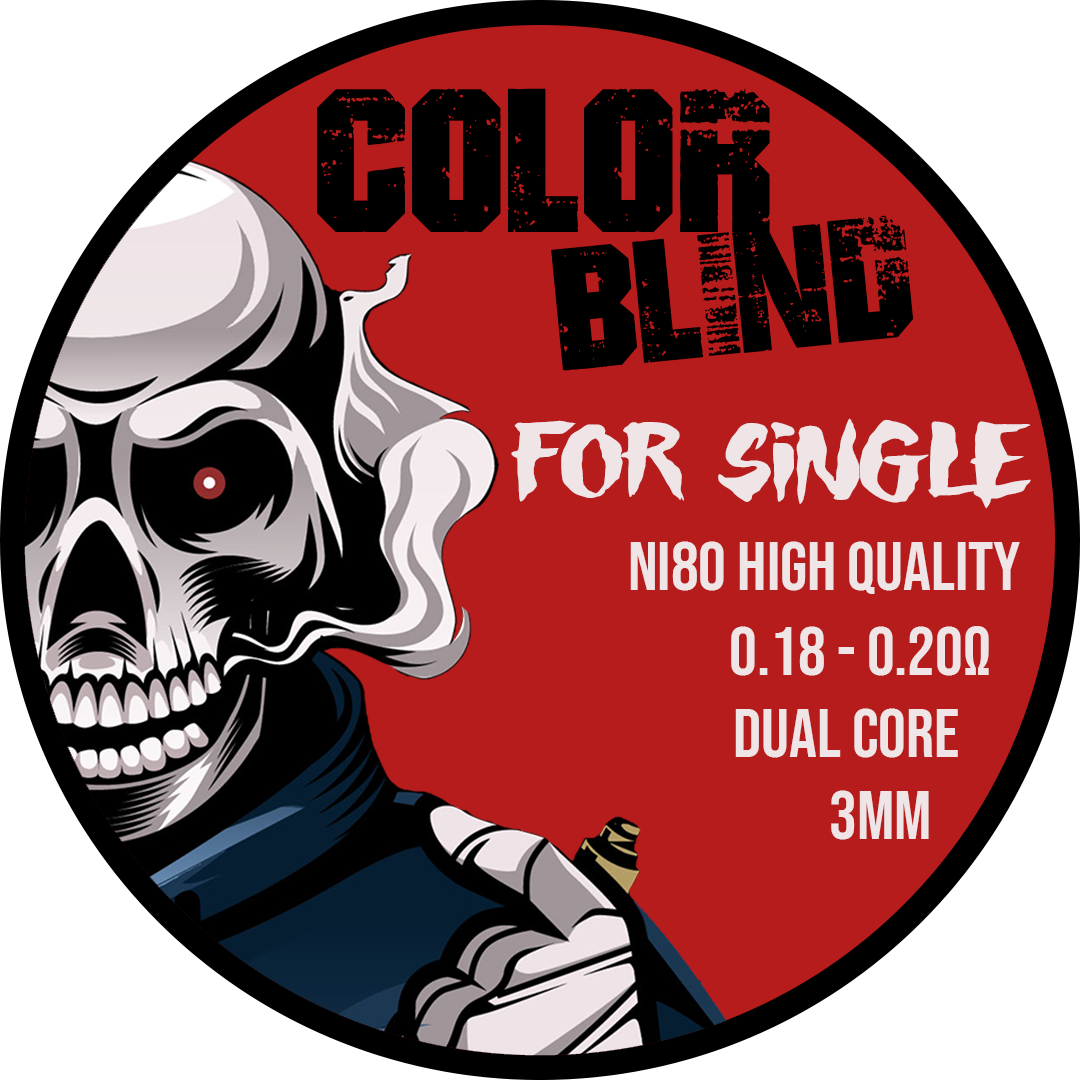 COLOR
BLIND
FOR SiNGLE
NI80 HIGH QUALITY
0.18 - 0.20Ω
DUAL CORE
3MM